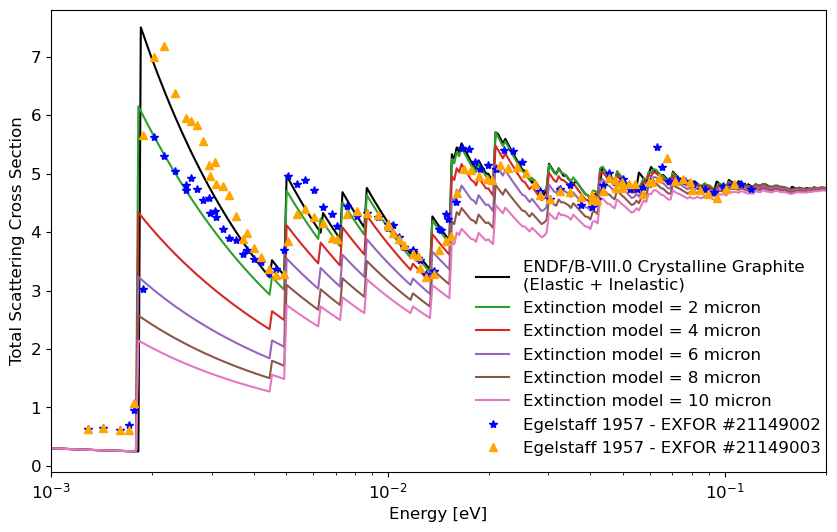 7
6
5
4
3
2
1
0
Total Scattering Cross Section
10⁻³
10⁻²
10⁻¹
Energy [eV]
ENDF/B-VIII.0 Crystalline Graphite
(Elastic + Inelastic)
Extinction model = 2 micron
Extinction model = 4 micron
Extinction model = 6 micron
Extinction model = 8 micron
Extinction model = 10 micron
Egelstaff 1957 - EXFOR #21149002
Egelstaff 1957 - EXFOR #21149003